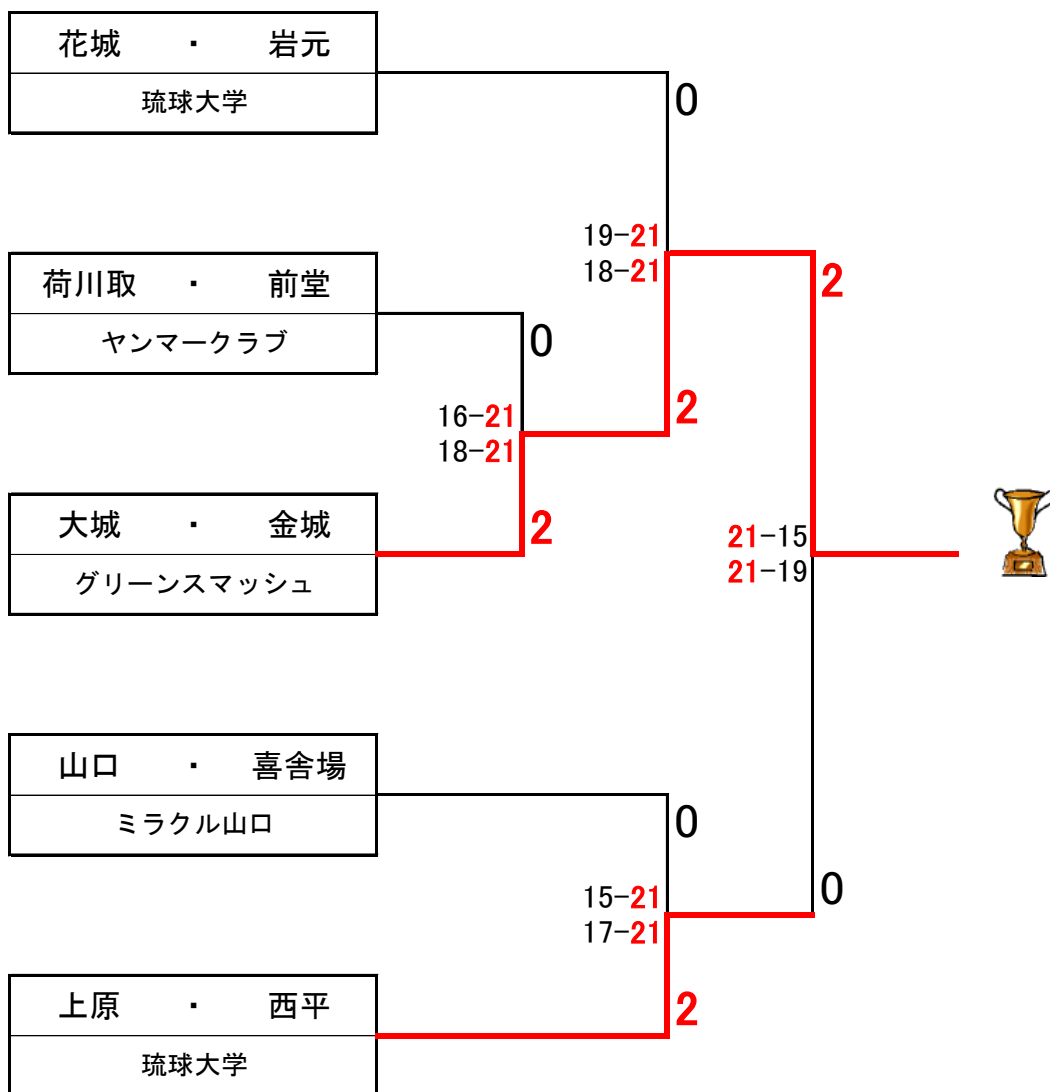 花城 ・ 岩元
琉球大学
0
19-21
18-21
2
荷川取 ・ 前堂
ヤンマークラブ
0
16-21
18-21
2
大城 ・ 金城
グリーンスマッシュ
2
21-15
21-19
山口 ・ 喜舎場
ミラクル山口
0
15-21
17-21
0
上原 ・ 西平
琉球大学
2